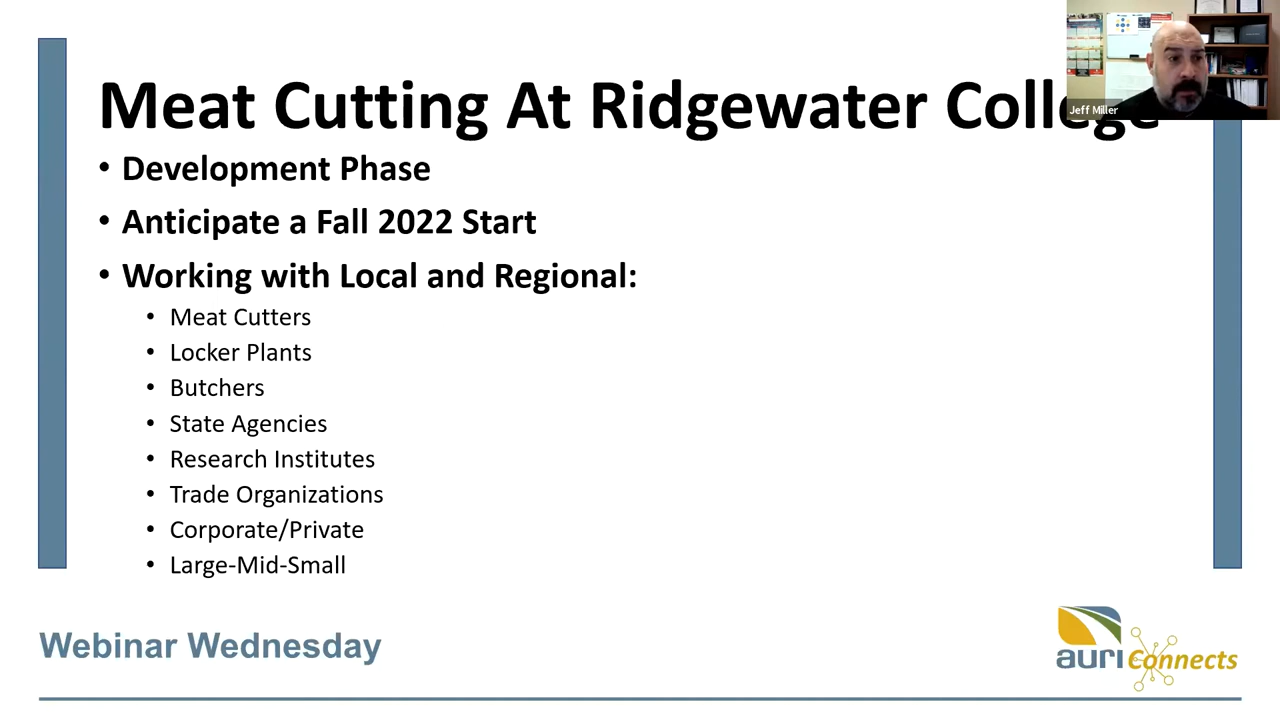 Meat Cutting At Ridgewater College
Jeff Miller
• Development Phase
• Anticipate a Fall 2022 Start
• Working with Local and Regional:
• Meat Cutters
• Locker Plants
• Butchers
• State Agencies
• Research Institutes
• Trade Organizations
• Corporate/Private
• Large-Mid-Small
Webinar Wednesday
auri Connects